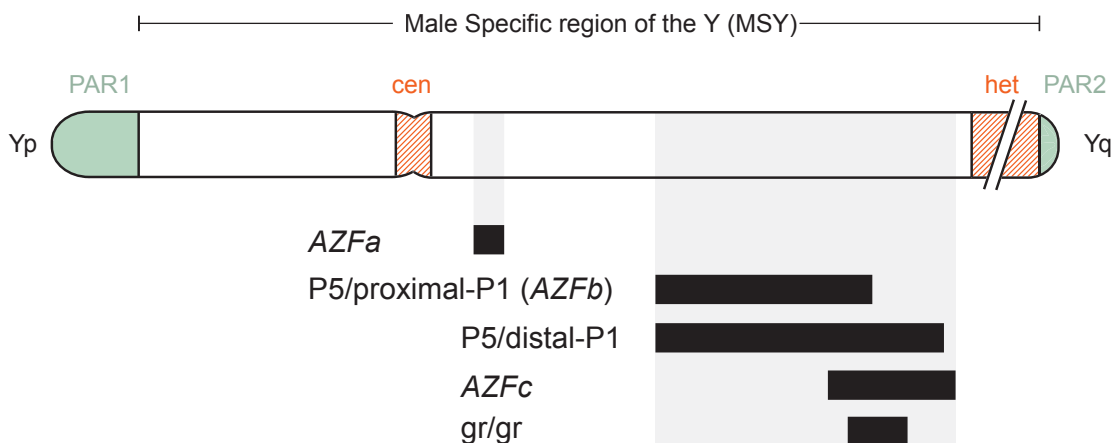 Male Specific region of the Y (MSY)
PAR1 cen het PAR2
Yp Yq
AZFa
P5/proximal-P1 (AZFb)
P5/distal-P1
AZFc
gr/gr